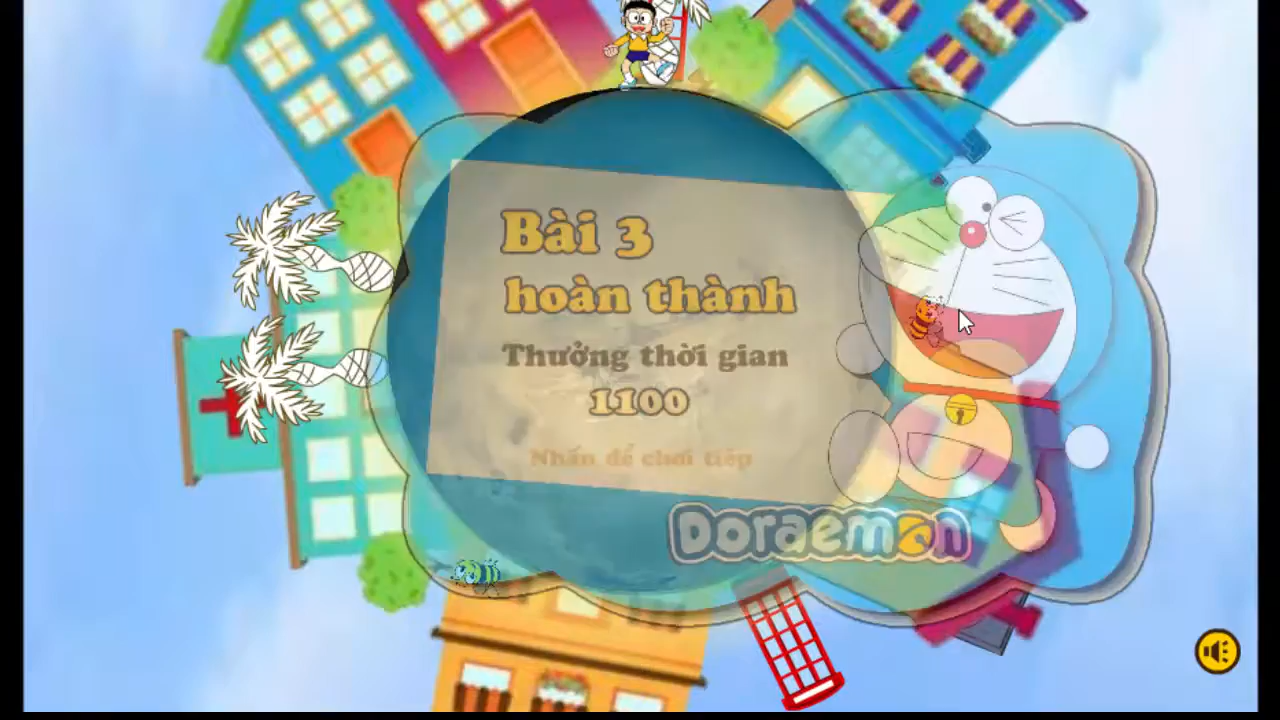 Bài 3
hoàn thành
Thưởng thời gian
1100
Nhấn để chơi tiếp
Doraemon